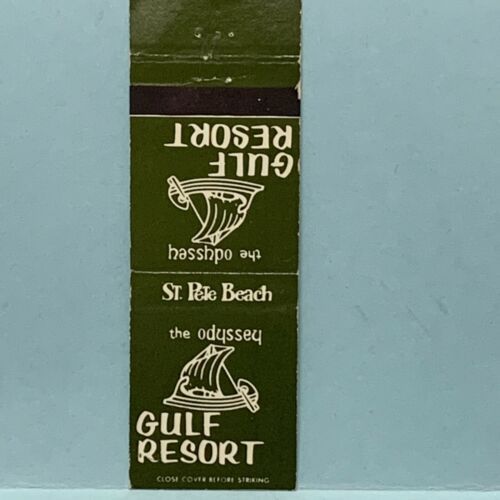 GULF
RESORT
the odyssey
St. Pete Beach
the odyssey
GULF
RESORT
CLOSE COVER BEFORE STRIKING